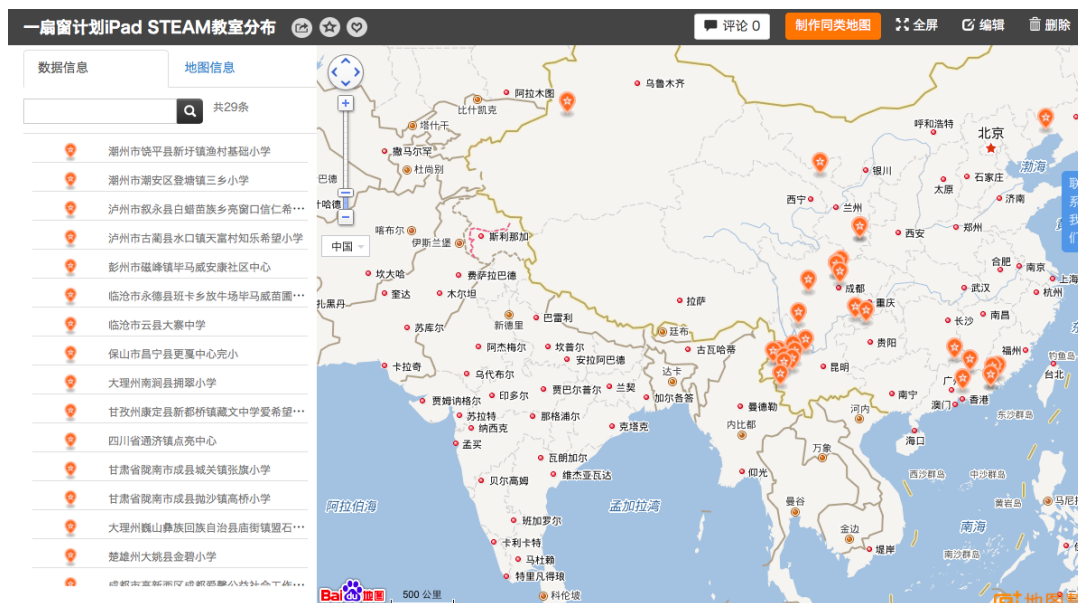 一扇窗计划iPad STEAM教室分布
评论 0
制作同类地图
全屏
编辑
删除
数据信息
地图信息
共29条
潮州市饶平县新圩镇渔村基础小学
潮州市潮安区登塘镇三乡小学
泸州市叙永县白蜡苗族乡亮窗口信仁希···
泸州市古蔺县水口镇天富村知乐希望小学
彭州市磁峰镇毕马威安康社区中心
临沧市永德县班卡乡放牛场毕马威苗圃···
临沧市云县大寨中学
保山市昌宁县更戛中心完小
大理州南涧县拥翠小学
甘孜州康定县新都桥镇藏文中学爱希望···
四川省通济镇点亮中心
甘肃省陇南市成县城关镇张旗小学
甘肃省陇南市成县抛沙镇高桥小学
大理州巍山彝族回族自治县庙街镇盟石···
楚雄州大姚县金碧小学
中国
乌鲁木齐
阿拉木图
比什凯克
塔什干
撒马尔罕
杜尚别
巴德
什哈德
呼和浩特
北京
渤海
银川
石家庄
太原
济南
西宁
兰州
西安
郑州
联系我们
喀布尔
伊斯兰堡
斯利那加
坎大哈
费萨拉巴德
奎达
木尔坦
扎黑丹
合肥
南京
上海
成都
武汉
杭州
拉萨
重庆
苏库尔
新德里
巴雷利
廷布
长沙
南昌
卡拉奇
阿杰梅尔
坎普尔
安拉阿巴德
古瓦哈蒂
贵阳
福州
钓鱼岛
乌代布尔
达卡
昆明
台北
贾姆讷格尔
印多尔
贾巴尔普尔
兰契
加尔各答
曼德勒
南宁
广
澳门
香港
苏拉特
那格浦尔
纳西克
克塔克
内比都
河内
东沙群岛
孟买
海口
万象
瓦朗加尔
贝尔高姆
维杰亚瓦达
仰光
西沙群岛
中沙群岛
阿拉伯海
孟加拉湾
曼谷
黄岩岛
马尼拉
班加罗尔
金边
南海
卡利卡特
堤岸
南沙群岛
马杜赖
特里凡得琅
科伦坡
Bai du 地图
500 公里
地图